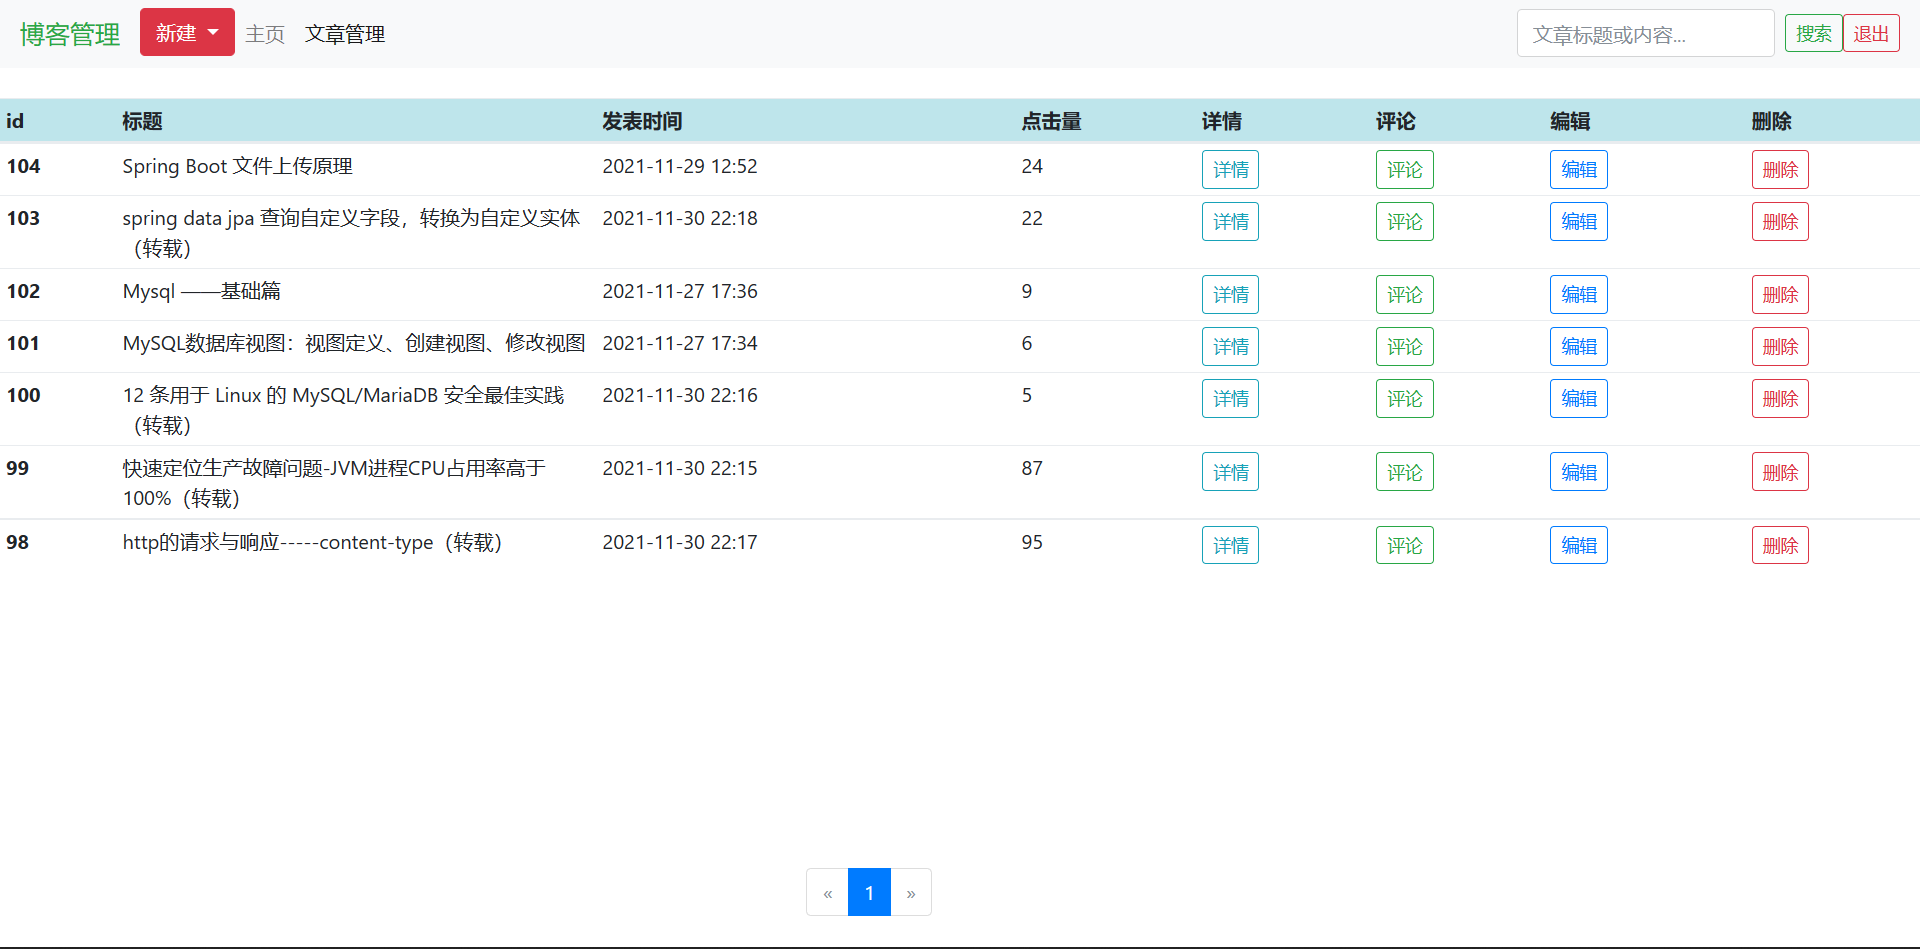 博客管理 新建 主页 文章管理 文章标题或内容... 搜索 退出
id 标题 发表时间 点击量 详情 评论 编辑 删除
104 Spring Boot 文件上传原理 2021-11-29 12:52 24 详情 评论 编辑 删除
103 spring data jpa 查询自定义字段，转换为自定义实体 2021-11-30 22:18 22 详情 评论 编辑 删除
（转载）
102 Mysql ——基础篇 2021-11-27 17:36 9 详情 评论 编辑 删除
101 MySQL数据库视图：视图定义、创建视图、修改视图 2021-11-27 17:34 6 详情 评论 编辑 删除
100 12 条用于 Linux 的 MySQL/MariaDB 安全最佳实践 2021-11-30 22:16 5 详情 评论 编辑 删除
（转载）
99 快速定位生产故障问题-JVM进程CPU占用率高于 2021-11-30 22:15 87 详情 评论 编辑 删除
100%（转载）
98 http的请求与响应-----content-type（转载） 2021-11-30 22:17 95 详情 评论 编辑 删除
« 1 »